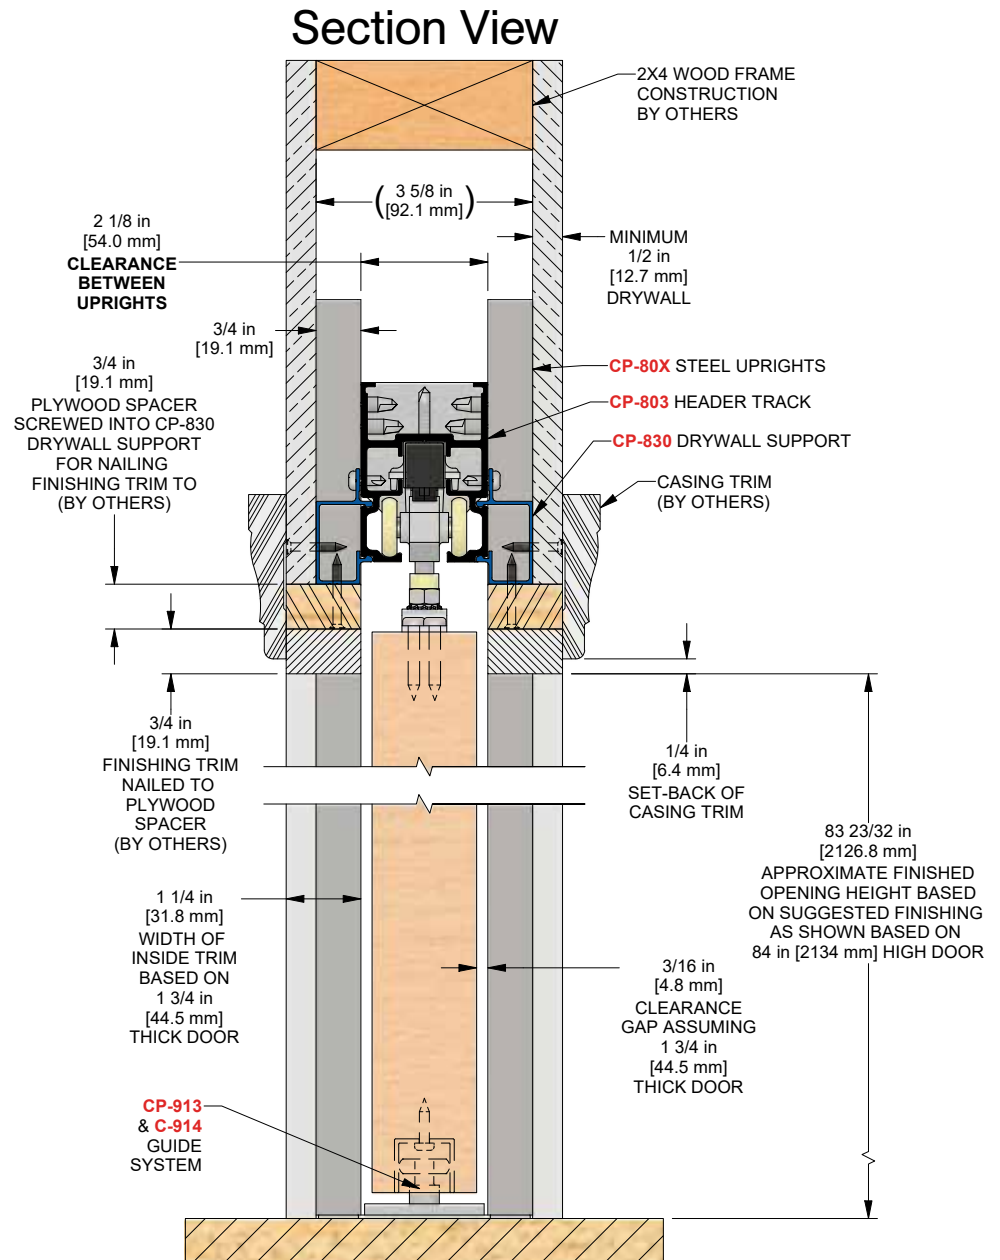 Section View
2X4 WOOD FRAME
CONSTRUCTION
BY OTHERS
(3 5/8 in
[92.1 mm])
2 1/8 in
[54.0 mm]
CLEARANCE
BETWEEN
UPRIGHTS
MINIMUM
1/2 in
[12.7 mm]
DRYWALL
3/4 in
[19.1 mm]
3/4 in
[19.1 mm]
PLYWOOD SPACER
SCREWED INTO CP-830
DRYWALL SUPPORT
FOR NAILING
FINISHING TRIM TO
(BY OTHERS)
CP-80X STEEL UPRIGHTS
CP-803 HEADER TRACK
CP-830 DRYWALL SUPPORT
CASING TRIM
(BY OTHERS)
3/4 in
[19.1 mm]
FINISHING TRIM
NAILED TO
PLYWOOD
SPACER
(BY OTHERS)
1/4 in
[6.4 mm]
SET-BACK OF
CASING TRIM
83 23/32 in
[2126.8 mm]
APPROXIMATE FINISHED
OPENING HEIGHT BASED
ON SUGGESTED FINISHING
AS SHOWN BASED ON
84 in [2134 mm] HIGH DOOR
1 1/4 in
[31.8 mm]
WIDTH OF
INSIDE TRIM
BASED ON
1 3/4 in
[44.5 mm]
THICK DOOR
3/16 in
[4.8 mm]
CLEARANCE
GAP ASSUMING
1 3/4 in
[44.5 mm]
THICK DOOR
CP-913
& C-914
GUIDE
SYSTEM